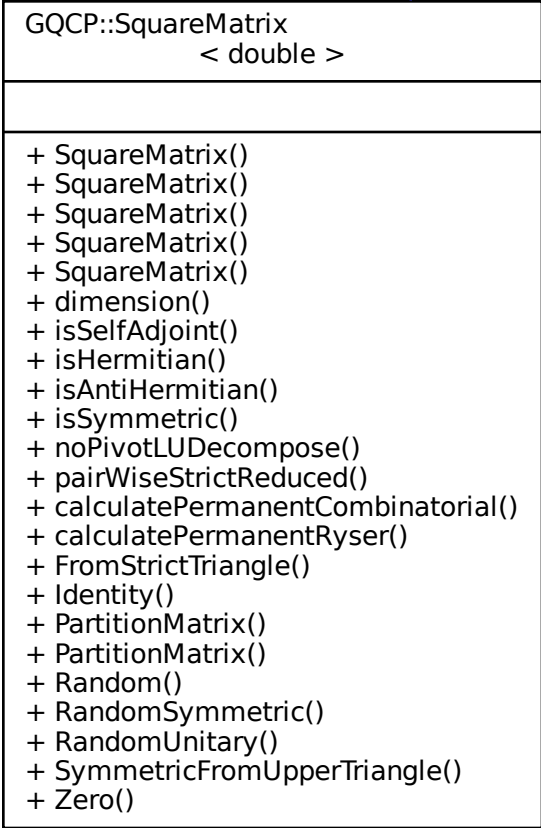 GQCP::SquareMatrix
< double >
+ SquareMatrix()
+ SquareMatrix()
+ SquareMatrix()
+ SquareMatrix()
+ SquareMatrix()
+ dimension()
+ isSelfAdjoint()
+ isHermitian()
+ isAntiHermitian()
+ isSymmetric()
+ noPivotLUDecompose()
+ pairWiseStrictReduced()
+ calculatePermanentCombinatorial()
+ calculatePermanentRyser()
+ FromStrictTriangle()
+ Identity()
+ PartitionMatrix()
+ PartitionMatrix()
+ Random()
+ RandomSymmetric()
+ RandomUnitary()
+ SymmetricFromUpperTriangle()
+ Zero()